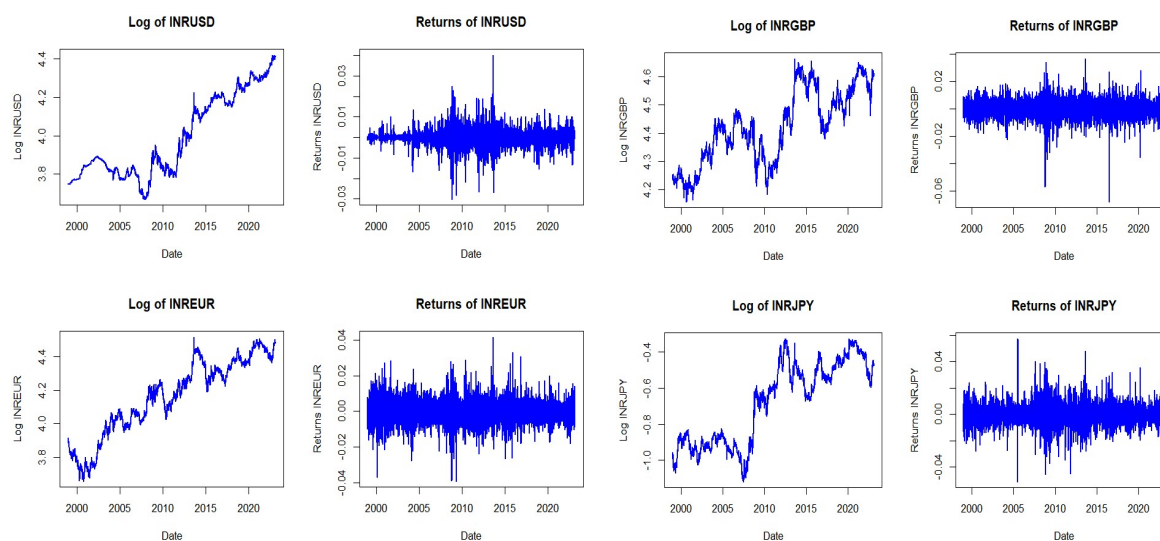 Log of INRUSD
Log INRUSD
4.4
4.2
4.0
3.8
2000 2005 2010 2015 2020
Date
Returns of INRUSD
Returns INRUSD
0.03
0.01
-0.01
-0.03
2000 2005 2010 2015 2020
Date
Log of INRGBP
Log INRGBP
4.6
4.5
4.4
4.3
4.2
2000 2005 2010 2015 2020
Date
Returns of INRGBP
Returns INRGBP
0.02
-0.02
-0.06
2000 2005 2010 2015 2020
Date
Log of INREUR
Log INREUR
4.4
4.2
4.0
3.8
2000 2005 2010 2015 2020
Date
Returns of INREUR
Returns INREUR
0.04
0.02
0.00
-0.02
-0.04
2000 2005 2010 2015 2020
Date
Log of INRJPY
Log INRJPY
-0.4
-0.6
-0.8
-1.0
2000 2005 2010 2015 2020
Date
Returns of INRJPY
Returns INRJPY
0.04
0.00
-0.04
2000 2005 2010 2015 2020
Date